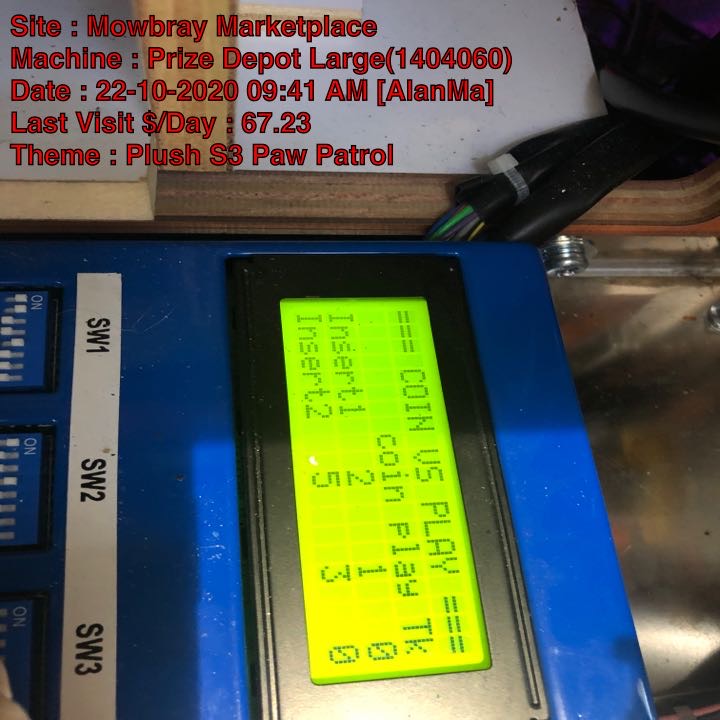 Site : Mowbray Marketplace
Machine : Prize Depot Large(1404060)
Date : 22-10-2020 09:41 AM [AlanMa]
Last Visit $/Day : 67.23
Theme : Plush S3 Paw Patrol
=== COIN VS PLAY ===
coin Play Tk
Insert1 2 1 0
Insert2 5 3 0
SW1
ON
SW2
ON
SW3
ON